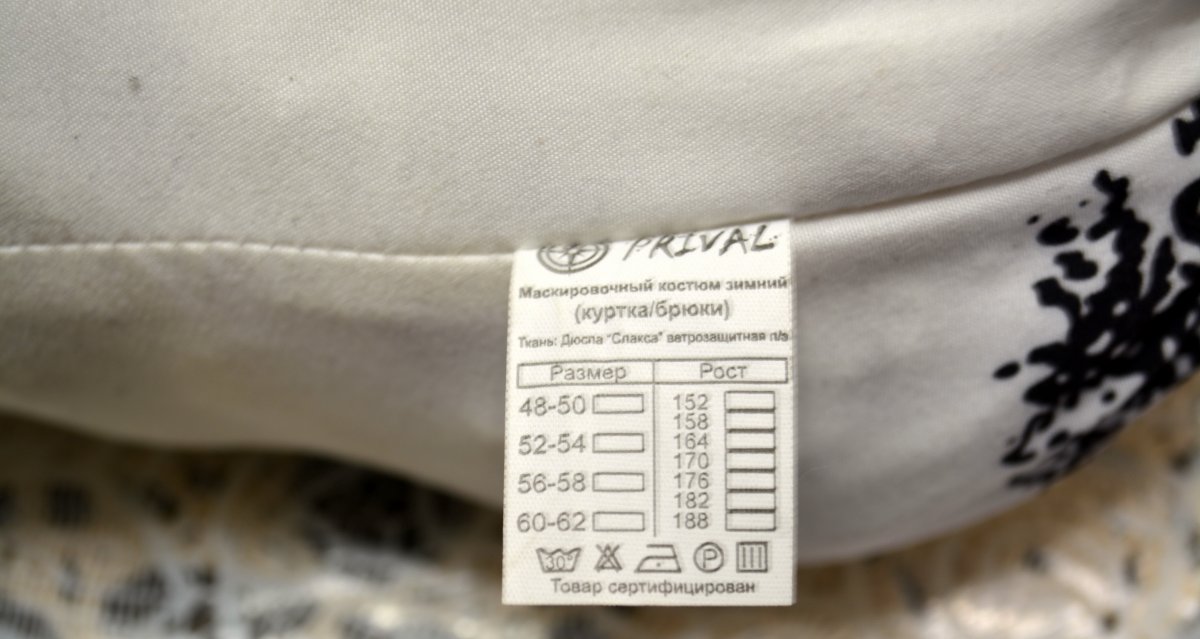 PRIVAL
Маскировочный костюм зимний
(куртка/брюки)
Ткань: Дюспа "Слакса" ветрозащитная п/э
Размер Рост
48-50 152
158
52-54 164
170
56-58 176
182
60-62 188
30°
P
Товар сертифицирован